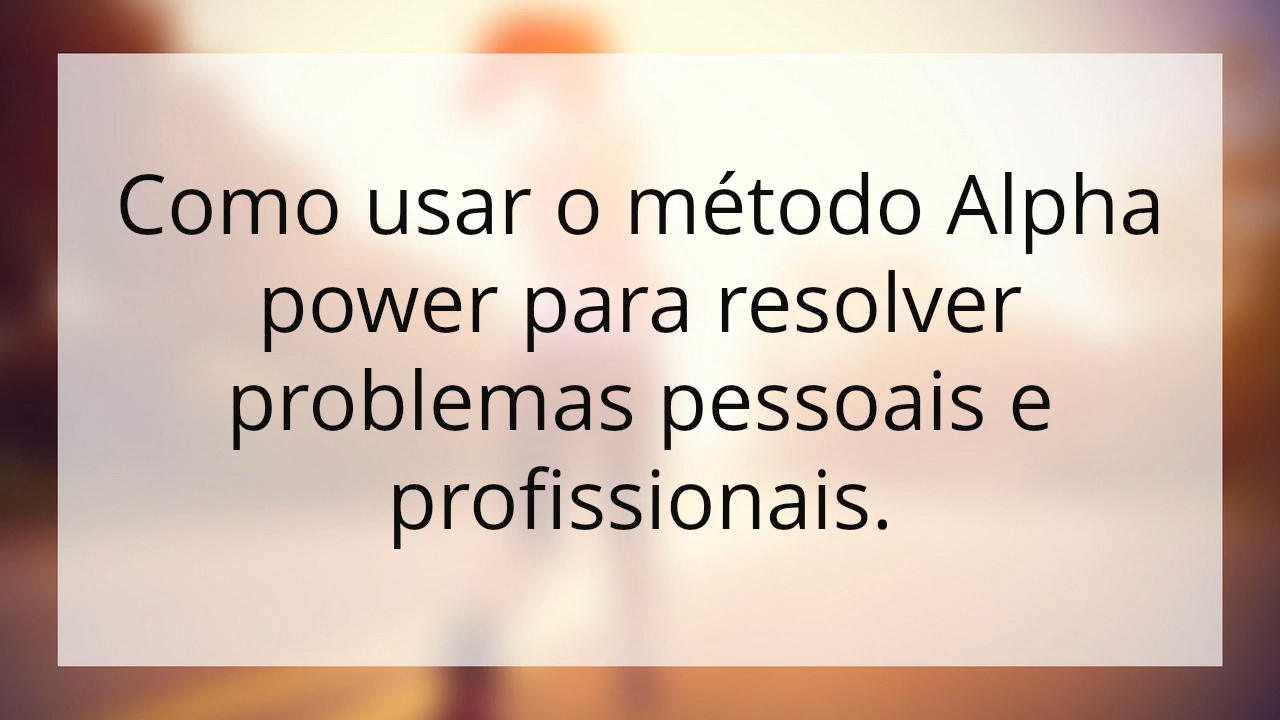 Como usar o método Alpha
power para resolver
problemas pessoais e
profissionais.